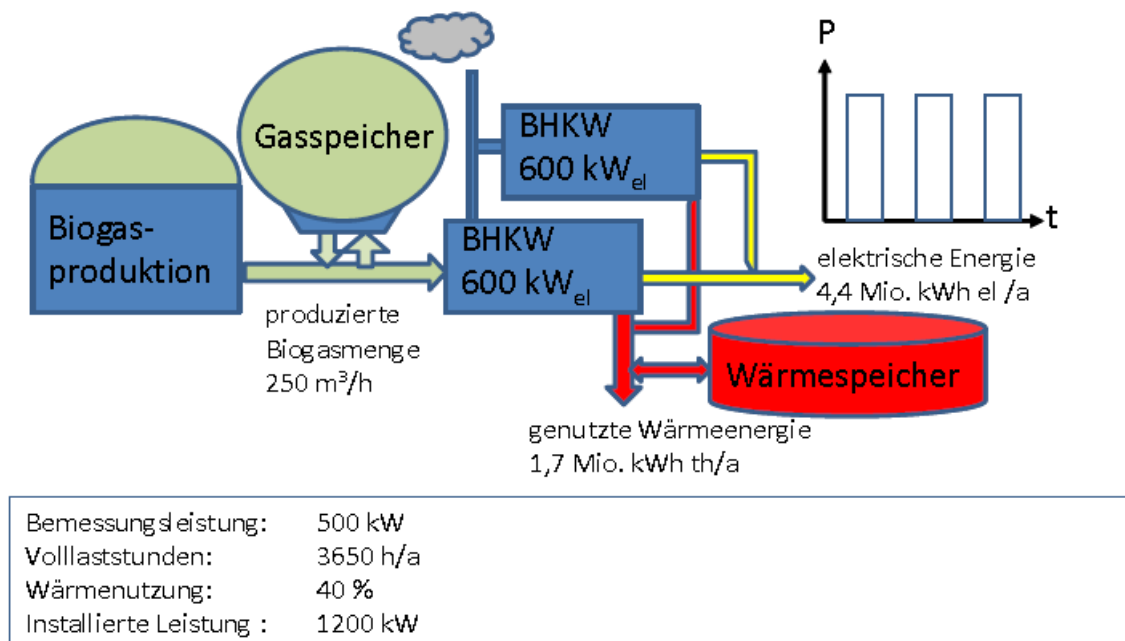 Biogas-
produktion
Gasspeicher
produzierte
Biogasmenge
250 m³/h
BHKW
600 kWel
BHKW
600 kWel
P
t
elektrische Energie
4,4 Mio. kWh el /a
Wärmespeicher
genutzte Wärmeenergie
1,7 Mio. kWh th/a
Bemessungsleistung: 500 kW
Volllaststunden: 3650 h/a
Wärmenutzung: 40 %
Installierte Leistung : 1200 kW